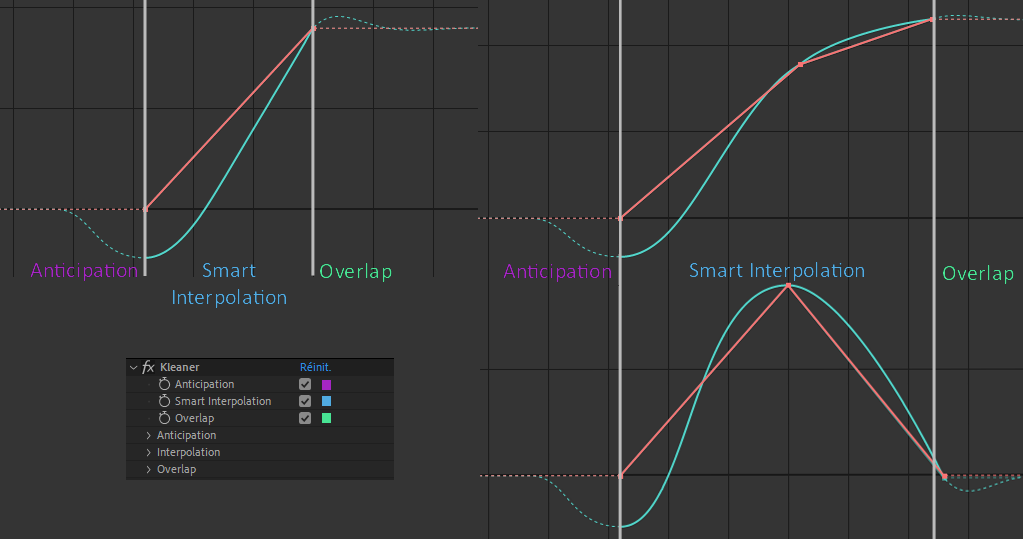 Anticipation
Smart
Interpolation
Overlap
Anticipation
Smart Interpolation
Overlap
fx Kleaner Réinit.
Anticipation
Smart Interpolation
Overlap
Anticipation
Interpolation
Overlap